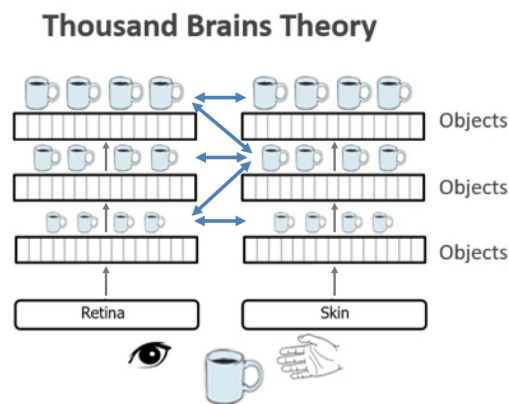 Thousand Brains Theory
Objects
Objects
Objects
Retina
Skin